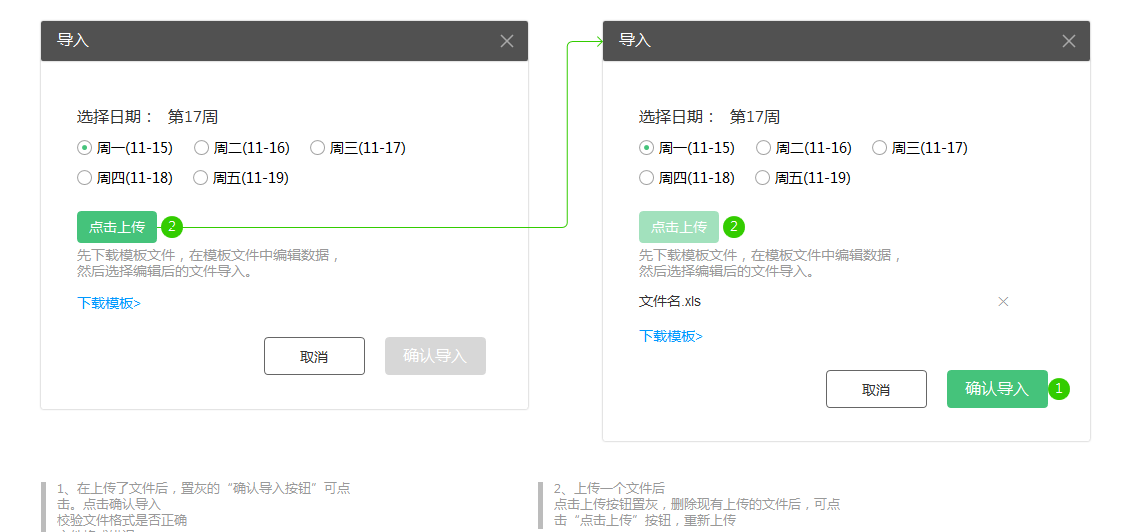 导入
选择日期： 第17周
周一(11-15) 周二(11-16) 周三(11-17)
周四(11-18) 周五(11-19)
点击上传 2
先下载模板文件，在模板文件中编辑数据，
然后选择编辑后的文件导入。
下载模板>
取消 确认导入
导入
选择日期： 第17周
周一(11-15) 周二(11-16) 周三(11-17)
周四(11-18) 周五(11-19)
点击上传 2
先下载模板文件，在模板文件中编辑数据，
然后选择编辑后的文件导入。
文件名.xls
下载模板>
取消 确认导入 1
1、在上传了文件后，置灰的“确认导入按钮”可点
击。点击确认导入
校验文件格式是否正确
2、上传一个文件后
点击上传按钮置灰，删除现有上传的文件后，可点
击“点击上传”按钮，重新上传